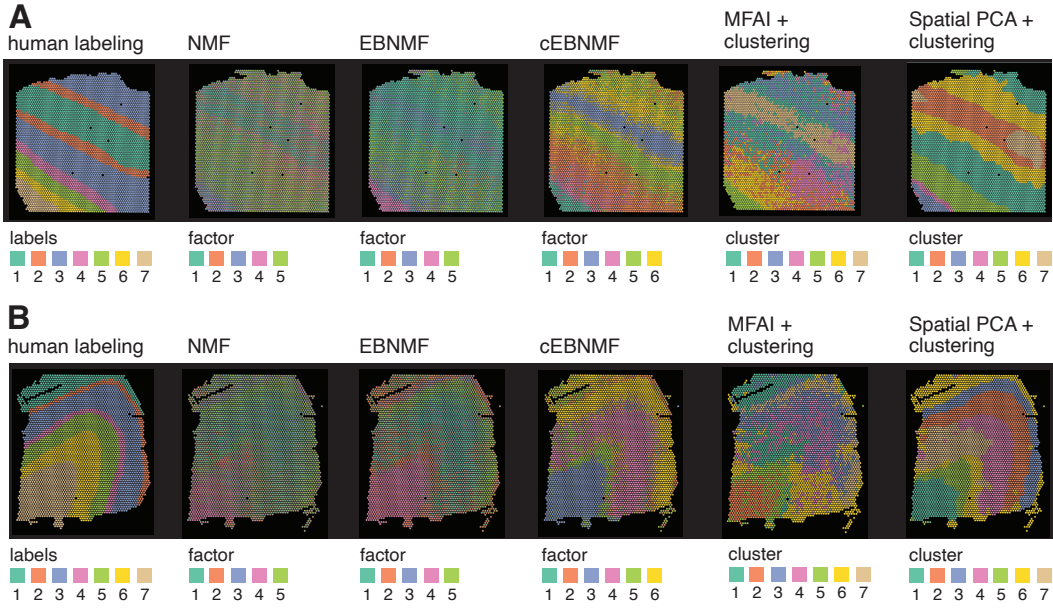 A
human labeling
NMF
EBNMF
cEBNMF
MFAI +
clustering
Spatial PCA +
clustering
labels
1 2 3 4 5 6 7
factor
1 2 3 4 5
factor
1 2 3 4 5
factor
1 2 3 4 5 6
cluster
1 2 3 4 5 6 7
cluster
1 2 3 4 5 6 7
B
human labeling
NMF
EBNMF
cEBNMF
MFAI +
clustering
Spatial PCA +
clustering
labels
1 2 3 4 5 6 7
factor
1 2 3 4 5
factor
1 2 3 4 5
factor
1 2 3 4 5 6
cluster
1 2 3 4 5 6 7
cluster
1 2 3 4 5 6 7